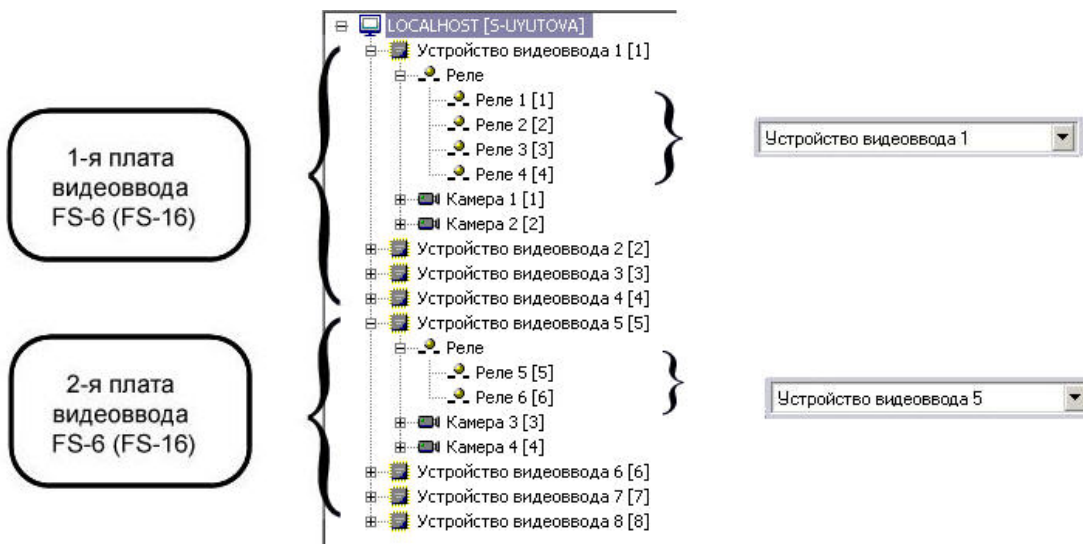 LOCALHOST [S-UYUTOVA]
Устройство видеоввода 1 [1]
Реле
Реле 1 [1]
Реле 2 [2]
Реле 3 [3]
Реле 4 [4]
Камера 1 [1]
Камера 2 [2]
Устройство видеоввода 2 [2]
Устройство видеоввода 3 [3]
Устройство видеоввода 4 [4]
Устройство видеоввода 5 [5]
Реле
Реле 5 [5]
Реле 6 [6]
Камера 3 [3]
Камера 4 [4]
Устройство видеоввода 6 [6]
Устройство видеоввода 7 [7]
Устройство видеоввода 8 [8]
1-я плата
видеоввода
FS-6 (FS-16)
2-я плата
видеоввода
FS-6 (FS-16)
Устройство видеоввода 1
Устройство видеоввода 5